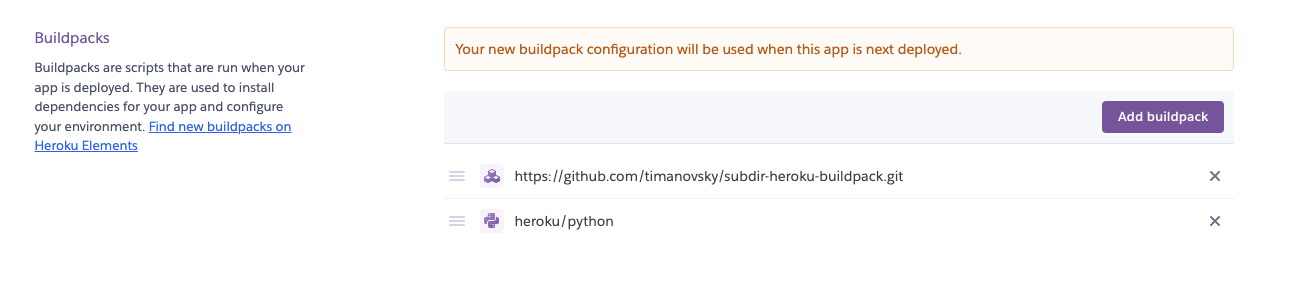 Buildpacks
Buildpacks are scripts that are run when your
app is deployed. They are used to install
dependencies for your app and configure
your environment. Find new buildpacks on
Heroku Elements
Your new buildpack configuration will be used when this app is next deployed.
Add buildpack
https://github.com/timanovsky/subdir-heroku-buildpack.git
heroku/python